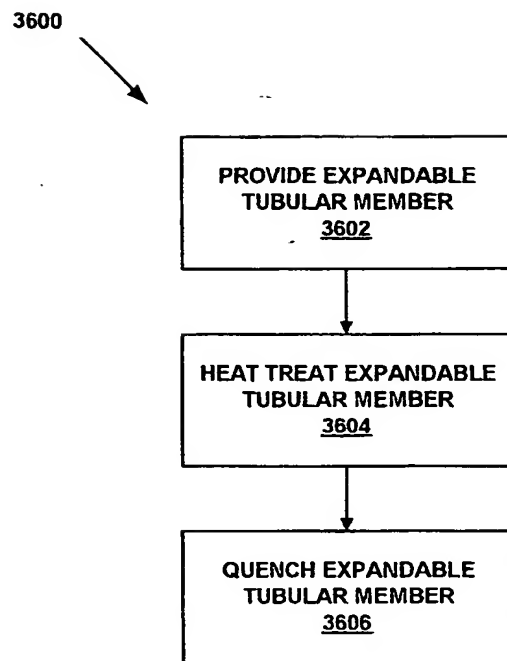 3600
PROVIDE EXPANDABLE
TUBULAR MEMBER
3602
HEAT TREAT EXPANDABLE
TUBULAR MEMBER
3604
QUENCH EXPANDABLE
TUBULAR MEMBER
3606